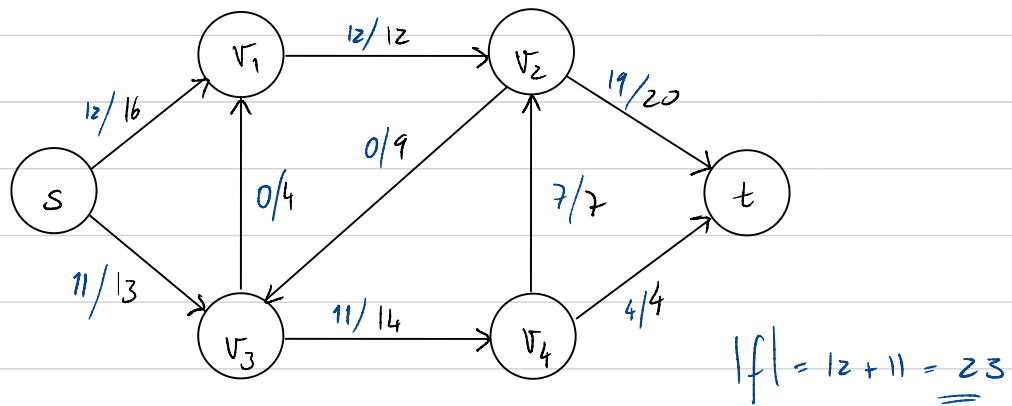 12/12
v1
v2
19/20
12/16
0/9
s
0/4
7/7
t
11/13
11/14
4/4
v3
v4
|f| = 12 + 11 = 23